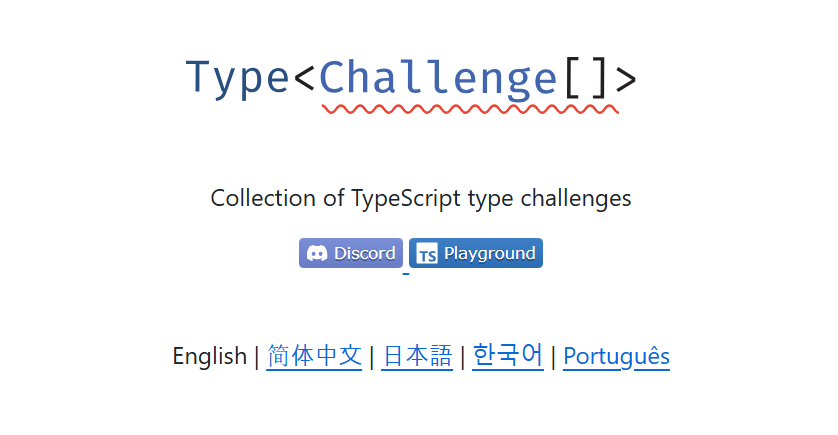 Type<Challenge[]>
Collection of TypeScript type challenges
Discord TS Playground
English | 简体中文 | 日本語 | 한국어 | Português